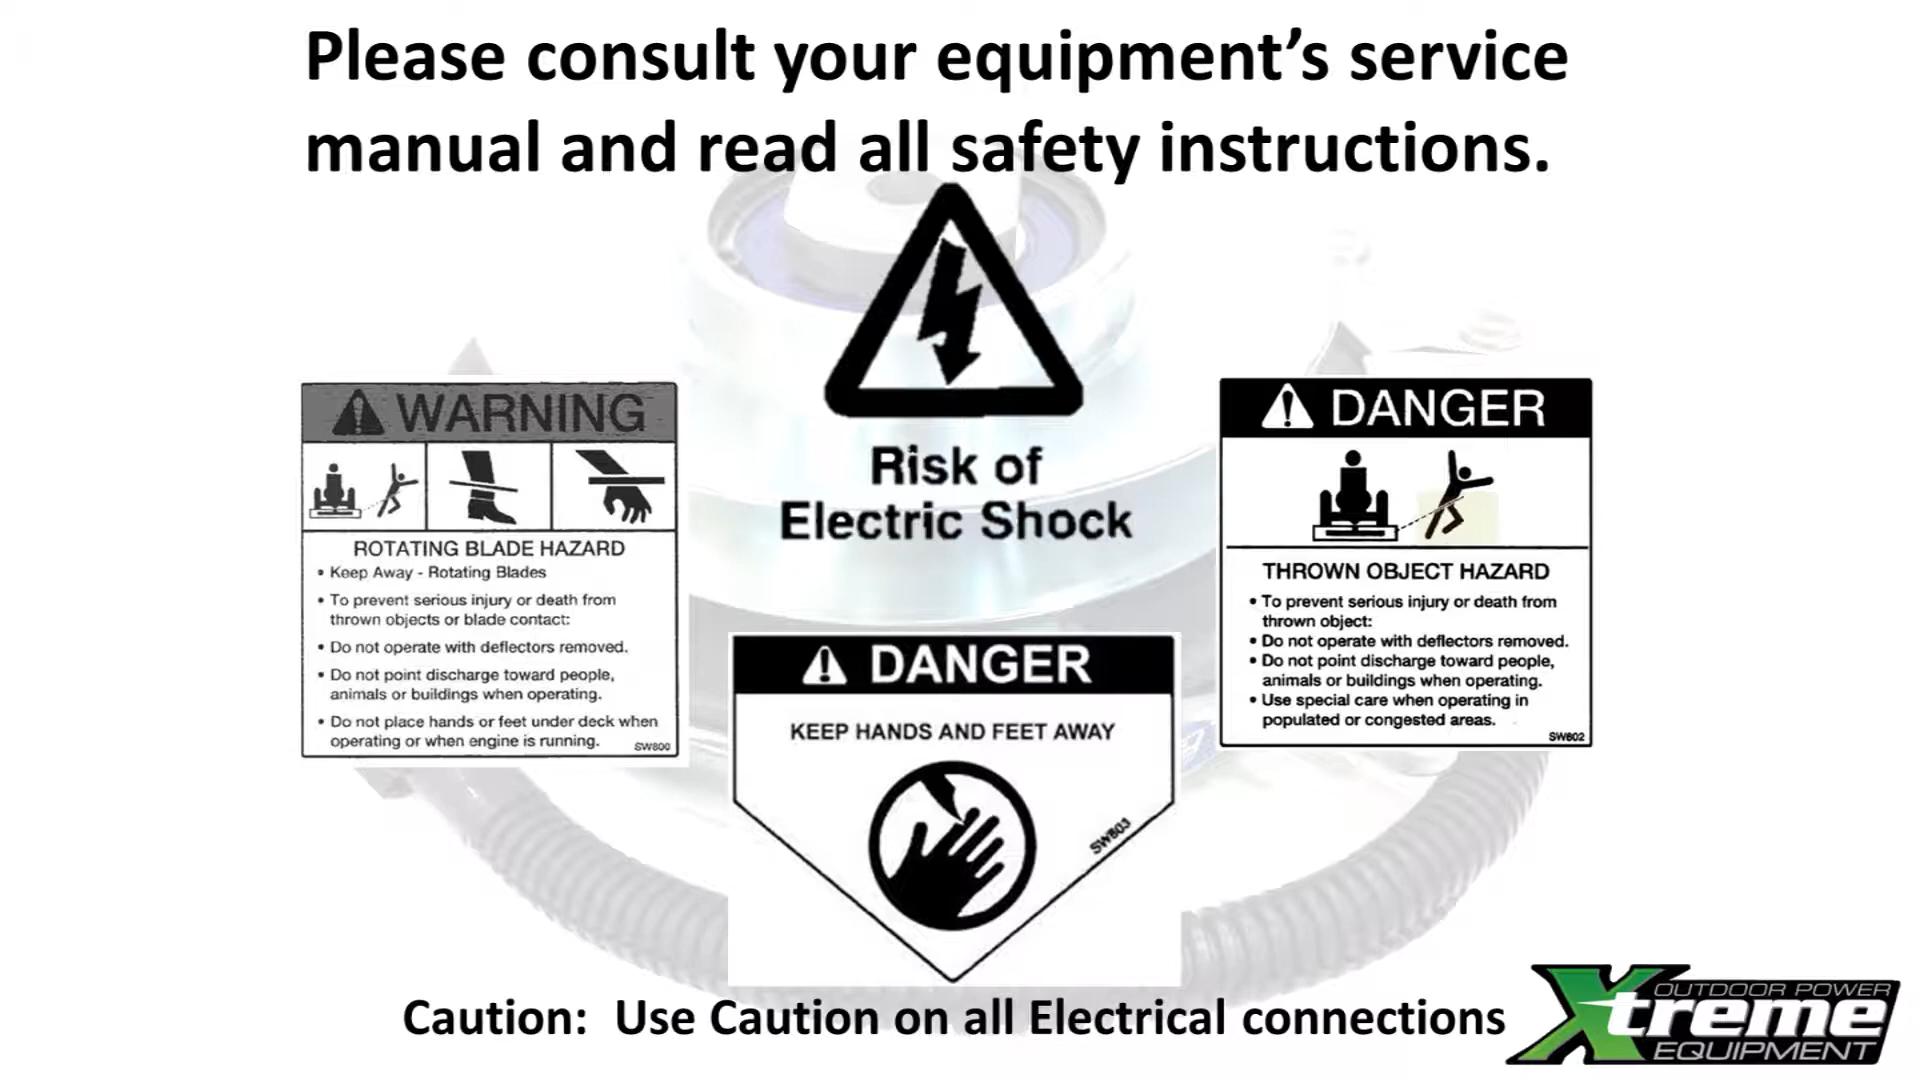 Please consult your equipment’s service
manual and read all safety instructions.
Risk of
Electric Shock
WARNING
ROTATING BLADE HAZARD
• Keep Away - Rotating Blades
• To prevent serious injury or death from
thrown objects or blade contact:
• Do not operate with deflectors removed.
• Do not point discharge toward people,
animals or buildings when operating.
• Do not place hands or feet under deck when
operating or when engine is running.
SW800
DANGER
KEEP HANDS AND FEET AWAY
SW803
DANGER
THROWN OBJECT HAZARD
• To prevent serious injury or death from
thrown object:
• Do not operate with deflectors removed.
• Do not point discharge toward people,
animals or buildings when operating.
• Use special care when operating in
populated or congested areas.
SW802
Caution:  Use Caution on all Electrical connections
OUTDOOR POWER
Xtreme
EQUIPMENT